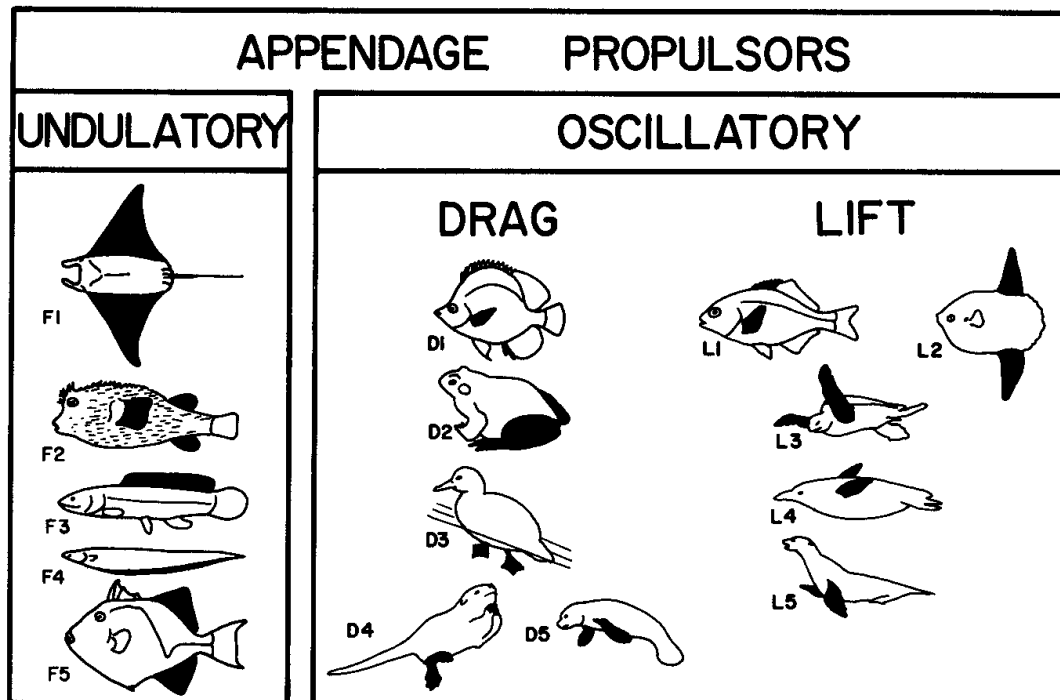 APPENDAGE PROPULSORS
UNDULATORY
OSCILLATORY
DRAG LIFT
F1
F2
F3
F4
F5
D1
D2
D3
D4 D5
L1 L2
L3
L4
L5